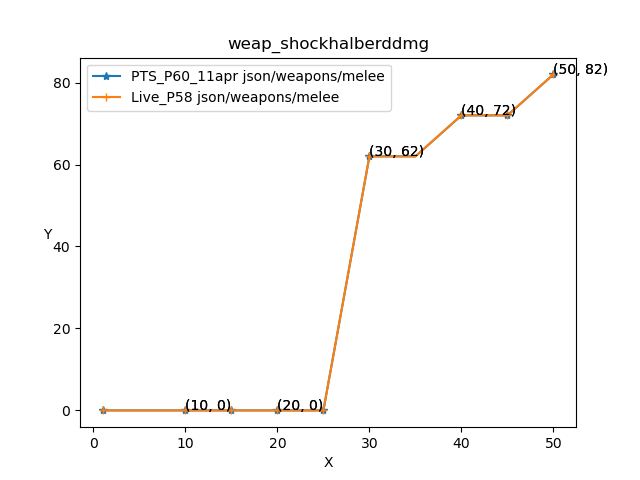 weap_shockhalberddmg
PTS_P60_11apr json/weapons/melee
Live_P58 json/weapons/melee
(50, 82)
80
(40, 72)
(30, 62)
60
Y
40
20
(10, 0)
(20, 0)
0
0 10 20 30 40 50
X